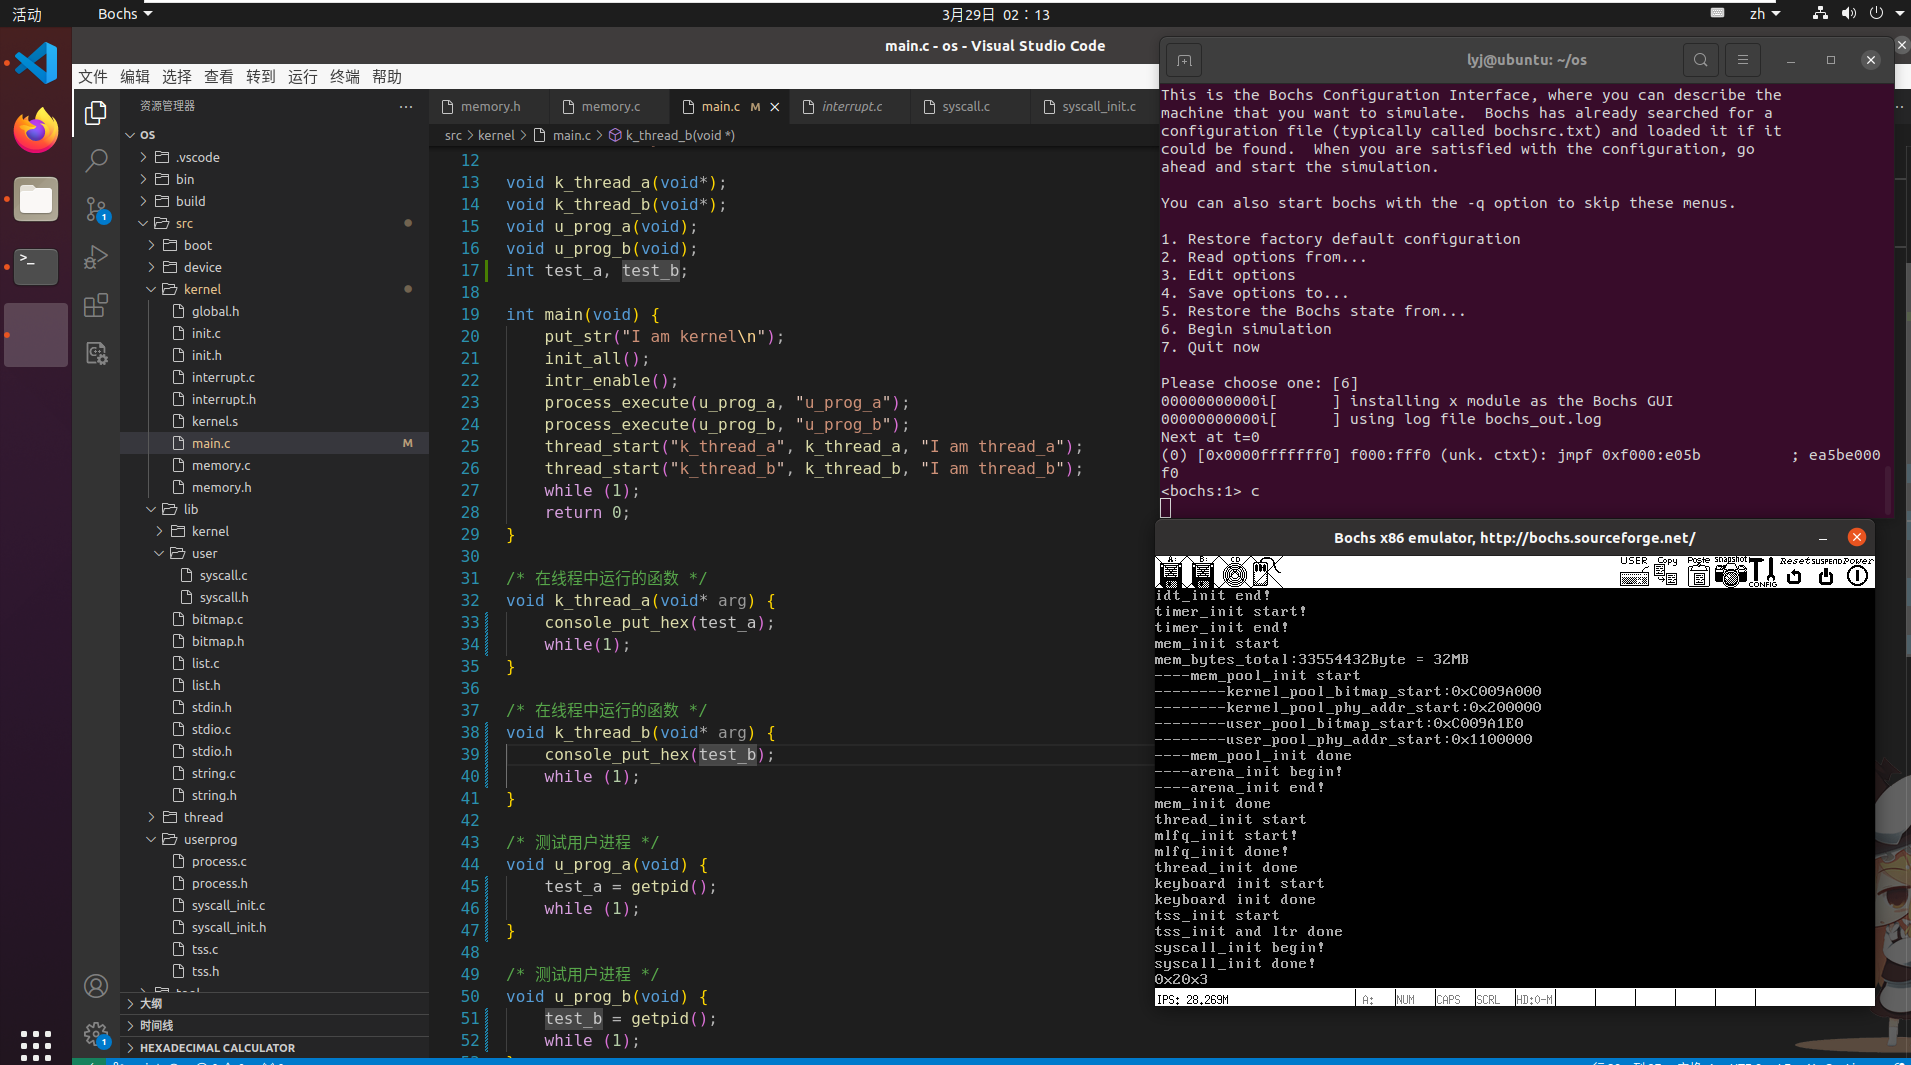 活动
Bochs
3月29日 02：13
zh
main.c - os - Visual Studio Code
文件 编辑 选择 查看 转到 运行 终端 帮助
资源管理器
OS
.vscode
bin
build
src
boot
device
kernel
global.h
init.c
init.h
interrupt.c
interrupt.h
kernel.s
main.c M
memory.c
memory.h
lib
kernel
user
syscall.c
syscall.h
bitmap.c
bitmap.h
list.c
list.h
stdin.h
stdio.c
stdio.h
string.c
string.h
thread
userprog
process.c
process.h
syscall_init.c
syscall_init.h
tss.c
tss.h
大纲
时间线
HEXADECIMAL CALCULATOR
1
1
memory.h
memory.c
main.c M
interrupt.c
syscall.c
syscall_init.c
src > kernel > main.c > k_thread_b(void *)
12
13 void k_thread_a(void*);
14 void k_thread_b(void*);
15 void u_prog_a(void);
16 void u_prog_b(void);
17 int test_a, test_b;
18
19 int main(void) {
20 put_str("I am kernel\n");
21 init_all();
22 intr_enable();
23 process_execute(u_prog_a, "u_prog_a");
24 process_execute(u_prog_b, "u_prog_b");
25 thread_start("k_thread_a", k_thread_a, "I am thread_a");
26 thread_start("k_thread_b", k_thread_b, "I am thread_b");
27 while (1);
28 return 0;
29 }
30
31 /* 在线程中运行的函数 */
32 void k_thread_a(void* arg) {
33 console_put_hex(test_a);
34 while(1);
35 }
36
37 /* 在线程中运行的函数 */
38 void k_thread_b(void* arg) {
39 console_put_hex(test_b);
40 while (1);
41 }
42
43 /* 测试用户进程 */
44 void u_prog_a(void) {
45 test_a = getpid();
46 while (1);
47 }
48
49 /* 测试用户进程 */
50 void u_prog_b(void) {
51 test_b = getpid();
52 while (1);
lyj@ubuntu: ~/os
This is the Bochs Configuration Interface, where you can describe the
machine that you want to simulate.  Bochs has already searched for a
configuration file (typically called bochsrc.txt) and loaded it if it
could be found.  When you are satisfied with the configuration, go
ahead and start the simulation.
You can also start bochs with the -q option to skip these menus.
1. Restore factory default configuration
2. Read options from...
3. Edit options
4. Save options to...
5. Restore the Bochs state from...
6. Begin simulation
7. Quit now
Please choose one: [6]
00000000000i[      ] installing x module as the Bochs GUI
00000000000i[      ] using log file bochs_out.log
Next at t=0
(0) [0x0000fffffff0] f000:fff0 (unk. ctxt): jmpf 0xf000:e05b          ; ea5be000
f0
<bochs:1> c
Bochs x86 emulator, http://bochs.sourceforge.net/
A: B: CD USER Copy Paste Snapshot CONFIG Reset SUSPEND Power
idt_init end!
timer_init start!
timer_init end!
mem_init start
mem_bytes_total:33554432Byte = 32MB
----mem_pool_init start
--------kernel_pool_bitmap_start:0xC009A000
--------kernel_pool_phy_addr_start:0x200000
--------user_pool_bitmap_start:0xC009A1E0
--------user_pool_phy_addr_start:0x1100000
----mem_pool_init done
----arena_init begin!
----arena_init end!
mem_init done
thread_init start
mlfq_init start!
mlfq_init done!
thread_init done
keyboard init start
keyboard init done
tss_init start
tss_init and ltr done
syscall_init begin!
syscall_init done!
0x20x3
IPS: 28.269M A: NUM CAPS SCRL HD:0-M